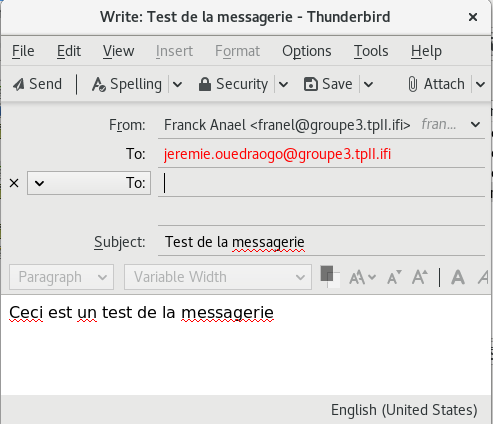 Write: Test de la messagerie - Thunderbird
File Edit View Insert Format Options Tools Help
Send Spelling Security Save Attach
From: Franck Anael <franel@groupe3.tpII.ifi> fran...
To: jeremie.ouedraogo@groupe3.tpII.ifi
To:
Subject: Test de la messagerie
Paragraph Variable Width
Ceci est un test de la messagerie
English (United States)